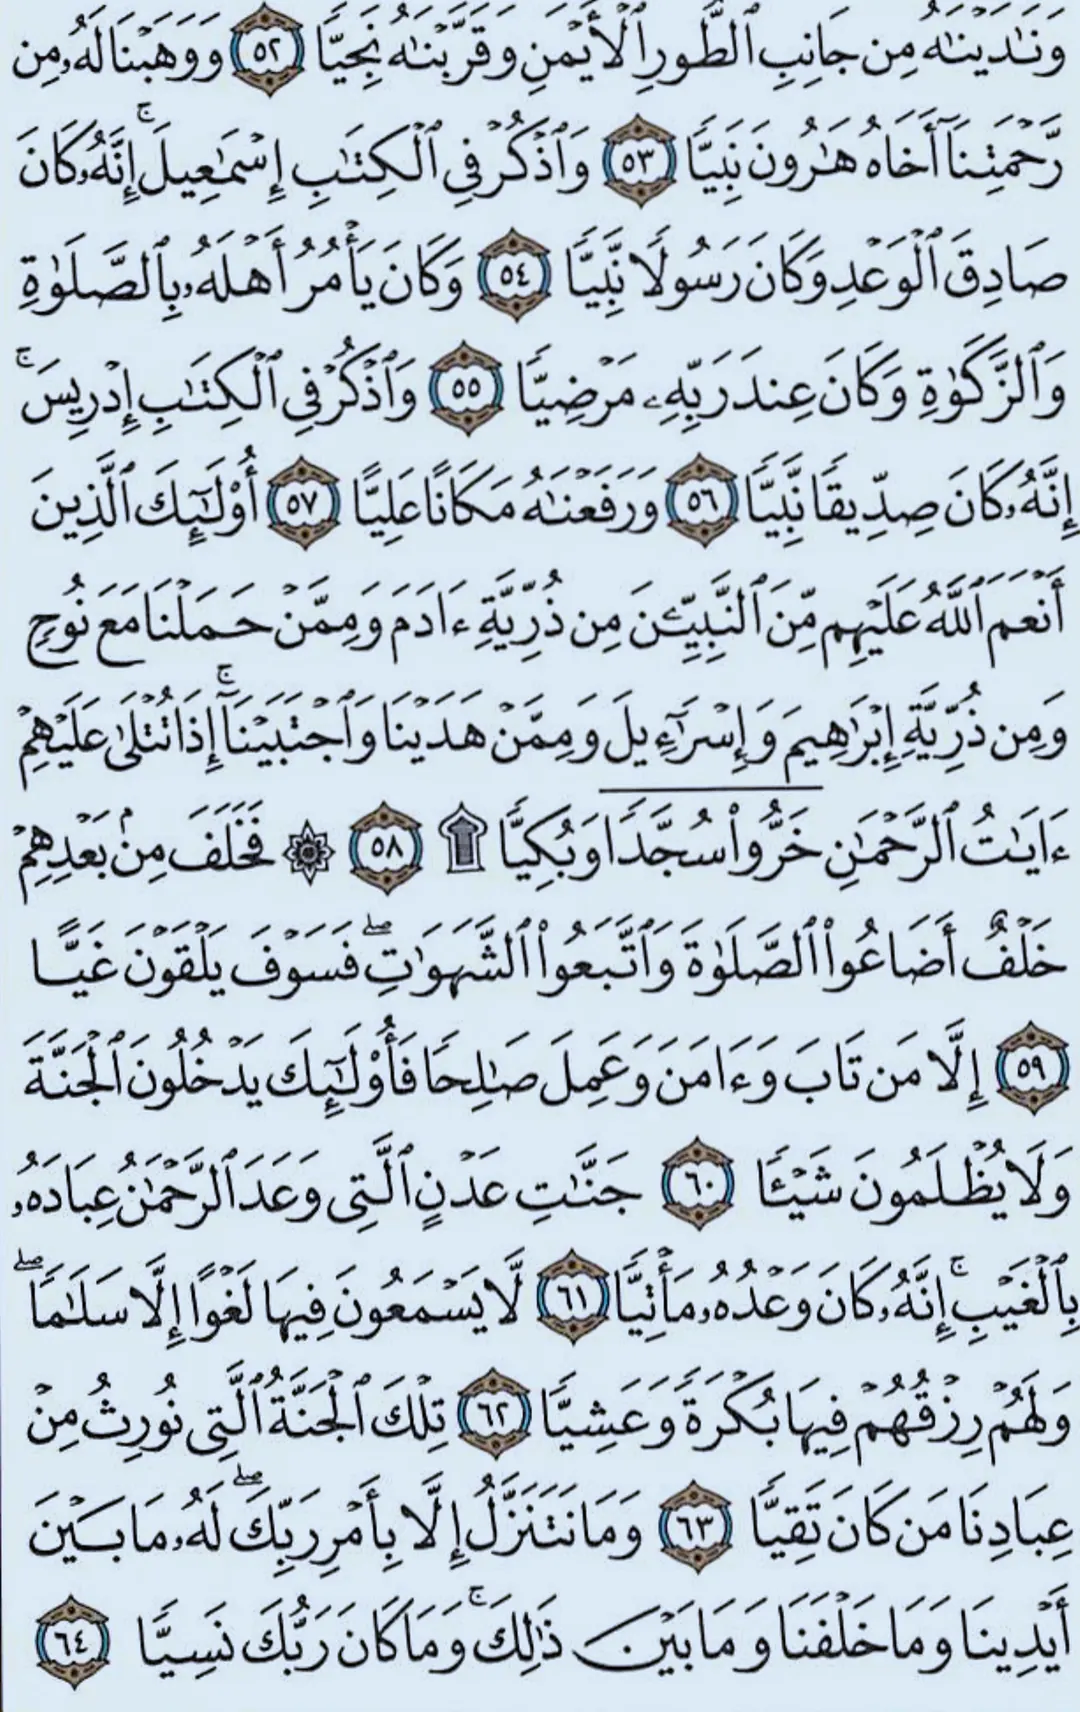 وَنَٰدَيۡنَٰهُ مِن جَانِبِ ٱلطُّورِ ٱلۡأَيۡمَنِ وَقَرَّبۡنَٰهُ نَجِيّٗا ٥٢ وَوَهَبۡنَا لَهُۥ مِن
رَّحۡمَتِنَآ أَخَاهُ هَٰرُونَ نَبِيّٗا ٥٣ وَٱذۡكُرۡ فِي ٱلۡكِتَٰبِ إِسۡمَٰعِيلَۚ إِنَّهُۥ كَانَ
صَادِقَ ٱلۡوَعۡدِ وَكَانَ رَسُولٗا نَّبِيّٗا ٥٤ وَكَانَ يَأۡمُرُ أَهۡلَهُۥ بِٱلصَّلَوٰةِ
وَٱلزَّكَوٰةِ وَكَانَ عِندَ رَبِّهِۦ مَرۡضِيّٗا ٥٥ وَٱذۡكُرۡ فِي ٱلۡكِتَٰبِ إِدۡرِيسَۚ
إِنَّهُۥ كَانَ صِدِّيقٗا نَّبِيّٗا ٥٦ وَرَفَعۡنَٰهُ مَكَانًا عَلِيًّا ٥٧ أُوْلَٰٓئِكَ ٱلَّذِينَ
أَنۡعَمَ ٱللَّهُ عَلَيۡهِم مِّنَ ٱلنَّبِيِّـۧنَ مِن ذُرِّيَّةِ ءَادَمَ وَمِمَّنۡ حَمَلۡنَا مَعَ نُوحٖ
وَمِن ذُرِّيَّةِ إِبۡرَٰهِيمَ وَإِسۡرَٰٓءِيلَ وَمِمَّنۡ هَدَيۡنَا وَٱجۡتَبَيۡنَآۚ إِذَا تُتۡلَىٰ عَلَيۡهِمۡ
ءَايَٰتُ ٱلرَّحۡمَٰنِ خَرُّواْ سُجَّدٗا وَبُكِيّٗا ۩ ٥٨ ۞ فَخَلَفَ مِنۢ بَعۡدِهِمۡ
خَلۡفٌ أَضَاعُواْ ٱلصَّلَوٰةَ وَٱتَّبَعُواْ ٱلشَّهَوَٰتِۖ فَسَوۡفَ يَلۡقَوۡنَ غَيًّا
٥٩ إِلَّا مَن تَابَ وَءَامَنَ وَعَمِلَ صَٰلِحٗا فَأُوْلَٰٓئِكَ يَدۡخُلُونَ ٱلۡجَنَّةَ
وَلَا يُظۡلَمُونَ شَيۡـٔٗا ٦٠ جَنَّٰتِ عَدۡنٍ ٱلَّتِي وَعَدَ ٱلرَّحۡمَٰنُ عِبَادَهُۥ
بِٱلۡغَيۡبِۚ إِنَّهُۥ كَانَ وَعۡدُهُۥ مَأۡتِيّٗا ٦١ لَّا يَسۡمَعُونَ فِيهَا لَغۡوًا إِلَّا سَلَٰمٗاۖ
وَلَهُمۡ رِزۡقُهُمۡ فِيهَا بُكۡرَةٗ وَعَشِيّٗا ٦٢ تِلۡكَ ٱلۡجَنَّةُ ٱلَّتِي نُورِثُ مِنۡ
عِبَادِنَا مَن كَانَ تَقِيّٗا ٦٣ وَمَا نَتَنَزَّلُ إِلَّا بِأَمۡرِ رَبِّكَۖ لَهُۥ مَا بَيۡنَ
أَيۡدِينَا وَمَا خَلۡفَنَا وَمَا بَيۡنَ ذَٰلِكَۚ وَمَا كَانَ رَبُّكَ نَسِيّٗا ٦٤